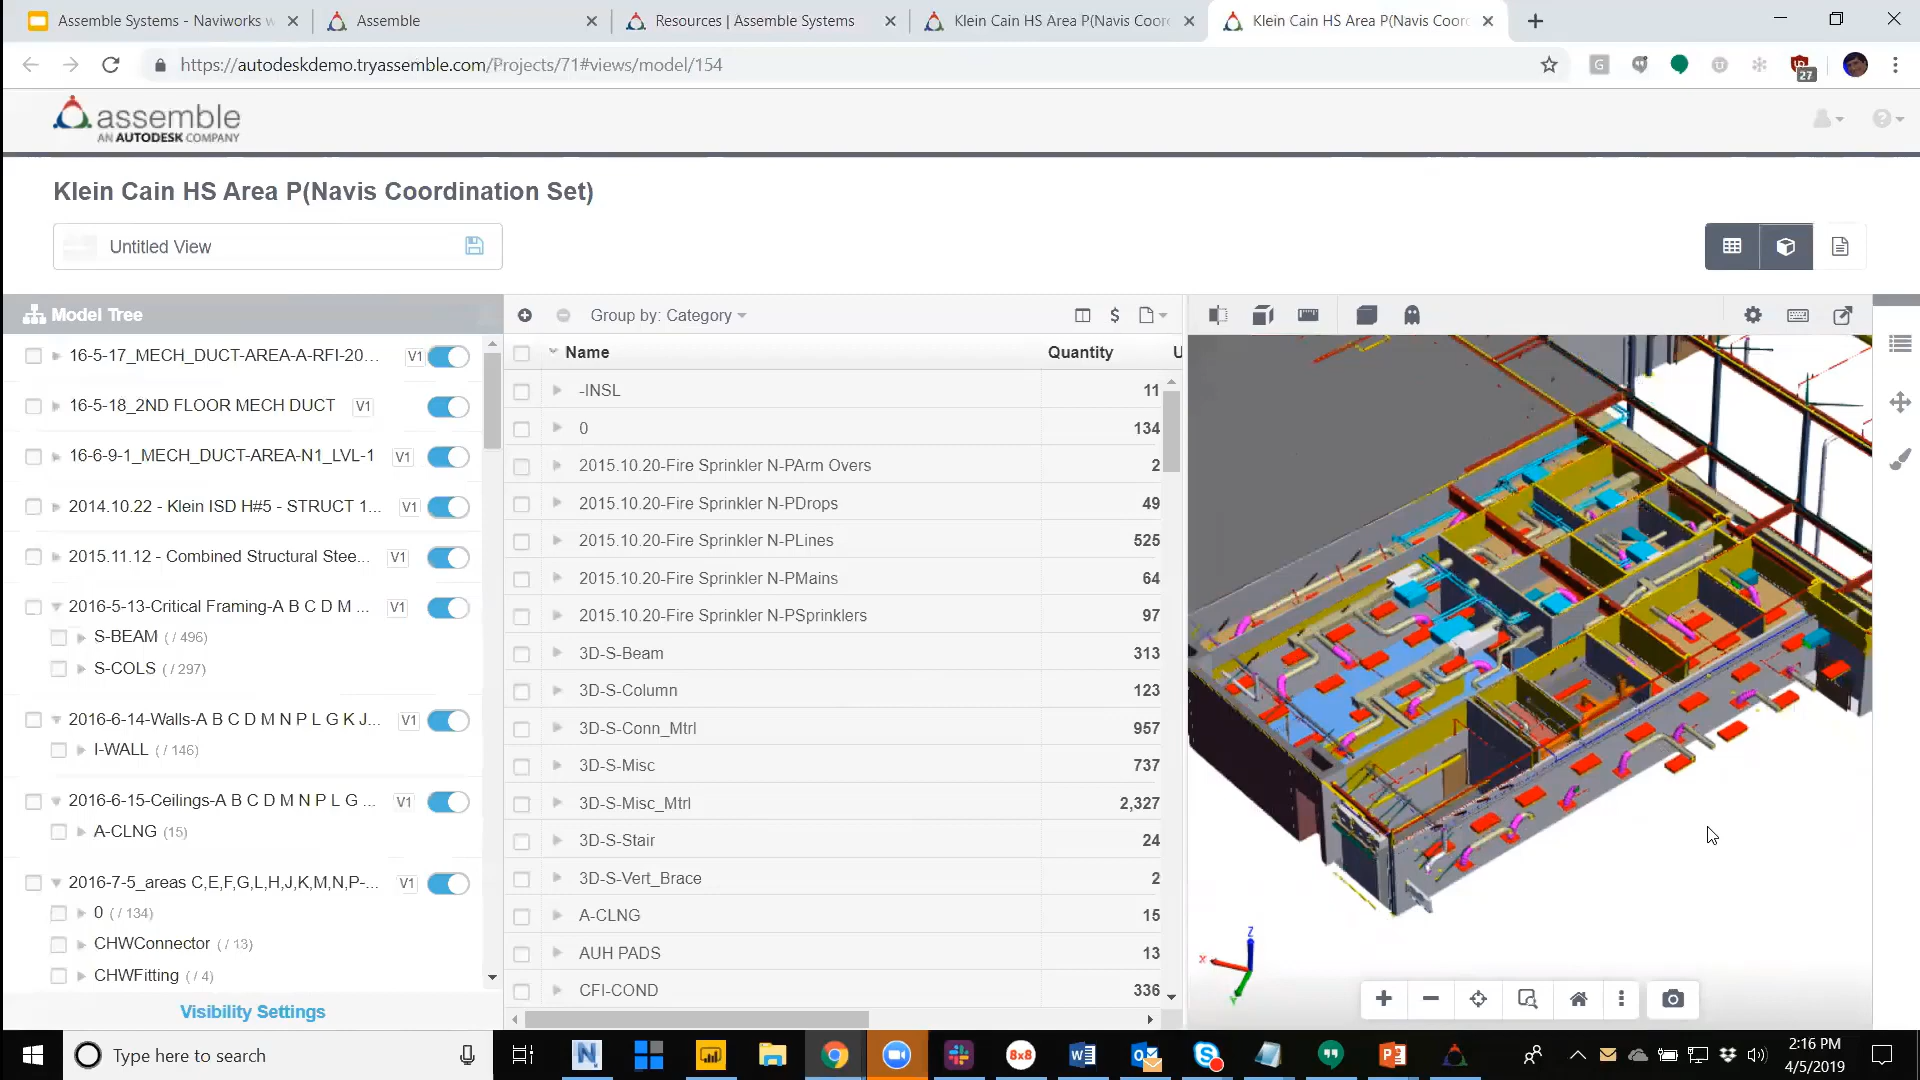 Assemble Systems - Naviworks w
Assemble
Resources | Assemble Systems
Klein Cain HS Area P(Navis Coor
Klein Cain HS Area P(Navis Coor
https://autodeskdemo.tryassemble.com/Projects/71#views/model/154
27
assemble
AN AUTODESK COMPANY
Klein Cain HS Area P(Navis Coordination Set)
Untitled View
Model Tree
16-5-17_MECH_DUCT-AREA-A-RFI-20... V1
16-5-18_2ND FLOOR MECH DUCT V1
16-6-9-1_MECH_DUCT-AREA-N1_LVL-1 V1
2014.10.22 - Klein ISD H#5 - STRUCT 1... V1
2015.11.12 - Combined Structural Stee... V1
2016-5-13-Critical Framing-A B C D M ... V1
S-BEAM ( / 496)
S-COLS ( / 297)
2016-6-14-Walls-A B C D M N P L G K J... V1
I-WALL ( / 146)
2016-6-15-Ceilings-A B C D M N P L G ... V1
A-CLNG (15)
2016-7-5_areas C,E,F,G,L,H,J,K,M,N,P-... V1
0 ( / 134)
CHWConnector ( / 13)
CHWFitting ( / 4)
Visibility Settings
Group by: Category
$
Name Quantity U
-INSL 11
0 134
2015.10.20-Fire Sprinkler N-PArm Overs 2
2015.10.20-Fire Sprinkler N-PDrops 49
2015.10.20-Fire Sprinkler N-PLines 525
2015.10.20-Fire Sprinkler N-PMains 64
2015.10.20-Fire Sprinkler N-PSprinklers 97
3D-S-Beam 313
3D-S-Column 123
3D-S-Conn_Mtrl 957
3D-S-Misc 737
3D-S-Misc_Mtrl 2,327
3D-S-Stair 24
3D-S-Vert_Brace 2
A-CLNG 15
AUH PADS 13
CFI-COND 336
Z
X
Y
Type here to search
8x8
2:16 PM
4/5/2019